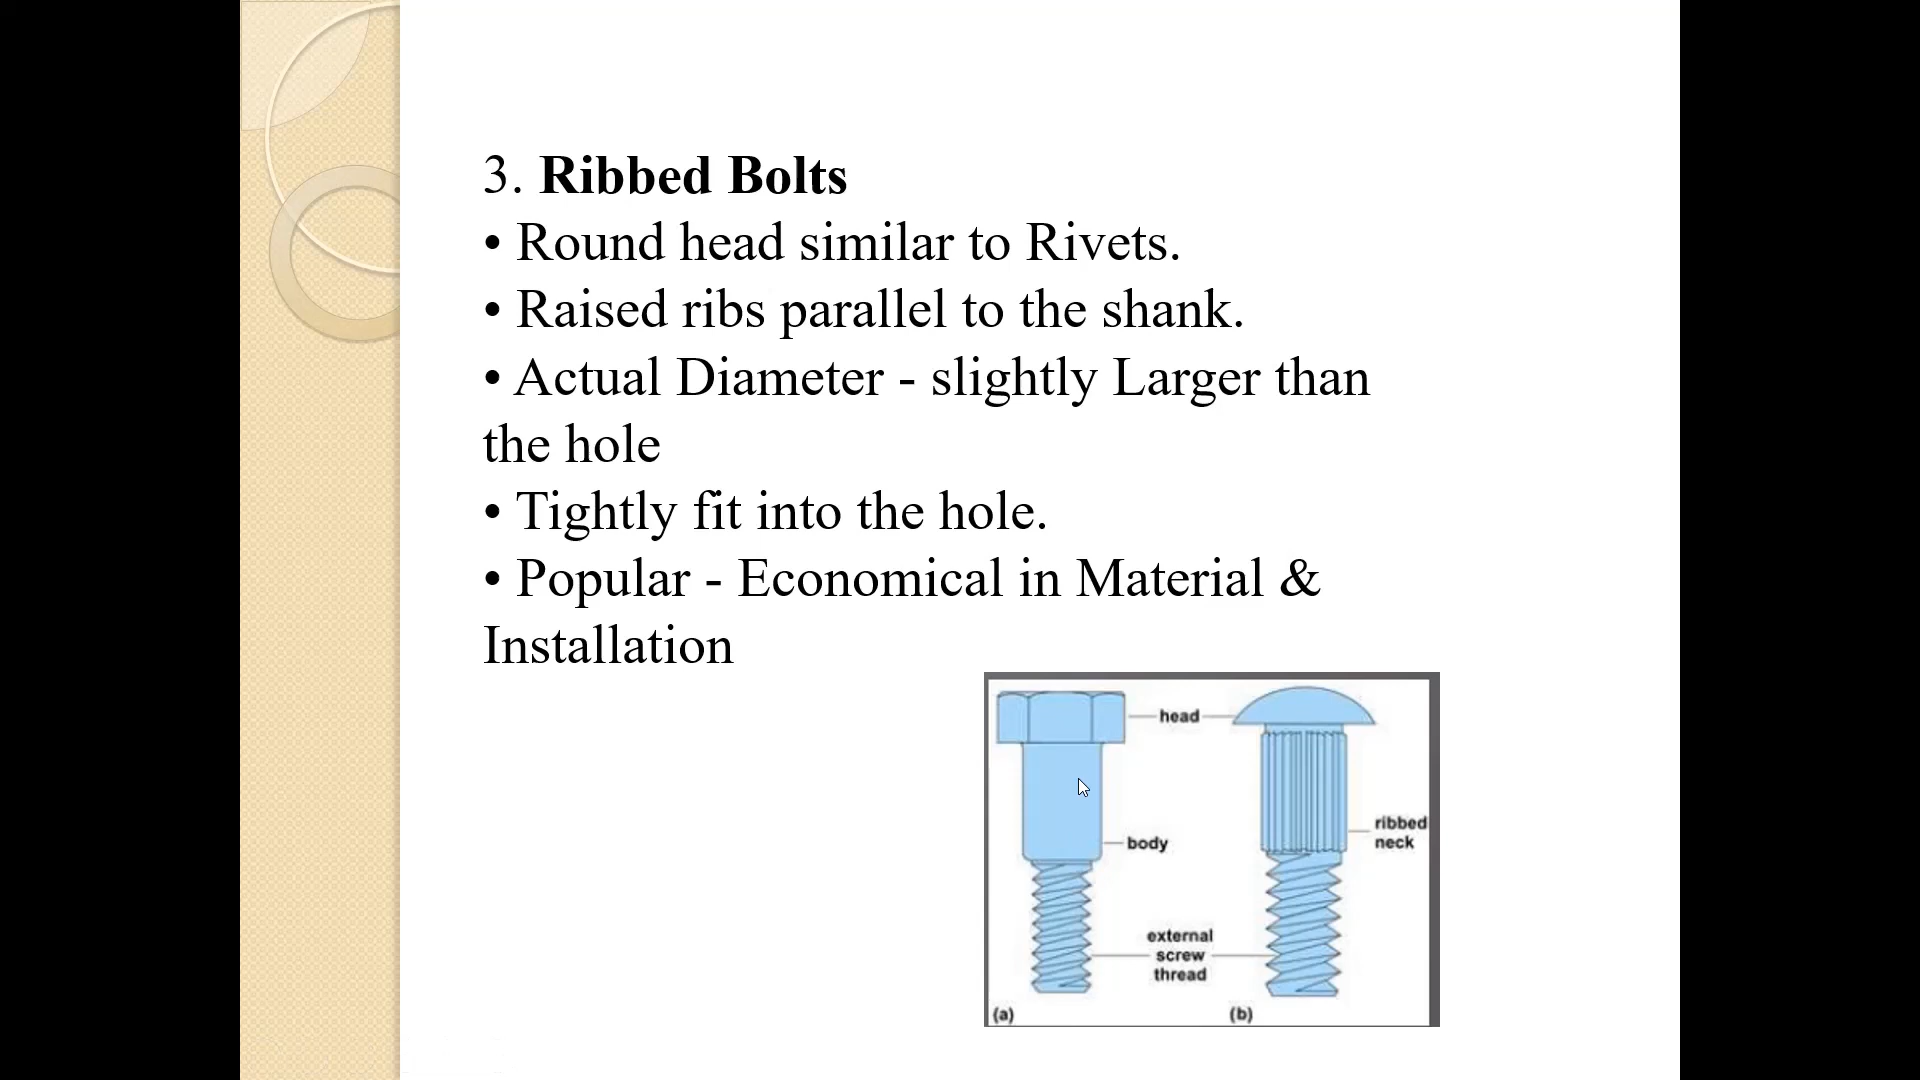 3. Ribbed Bolts
• Round head similar to Rivets.
• Raised ribs parallel to the shank.
• Actual Diameter - slightly Larger than
the hole
• Tightly fit into the hole.
• Popular - Economical in Material &
Installation
head
ribbed
neck
body
external
screw
thread
(a)
(b)